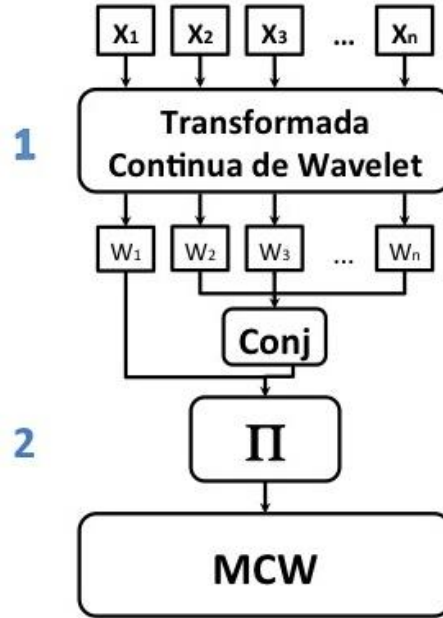 X1 X2 X3 ... Xn
1
Transformada
Continua de Wavelet
W1 W2 W3 ... Wn
Conj
2
Π
MCW